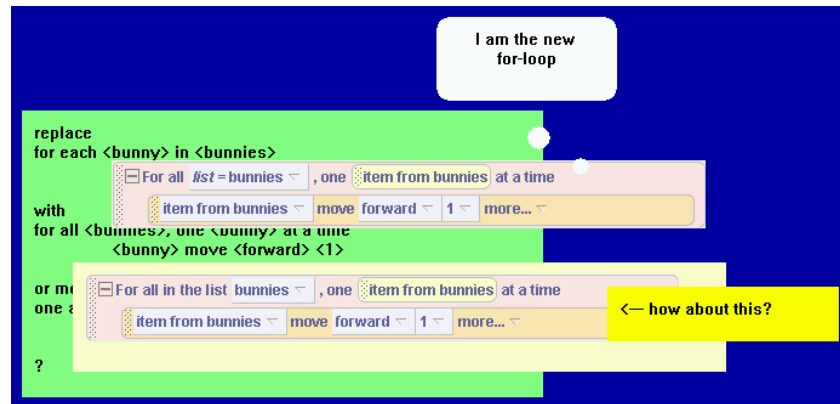 I am the new
for-loop
replace
for each <bunny> in <bunnies>
For all list = bunnies , one item from bunnies at a time
item from bunnies move forward 1 more...
with
for all <bunnies>, one <bunny> at a time
<bunny> move <forward> <1>
or
one
For all in the list bunnies , one item from bunnies at a time
item from bunnies move forward 1 more...
<— how about this?
?